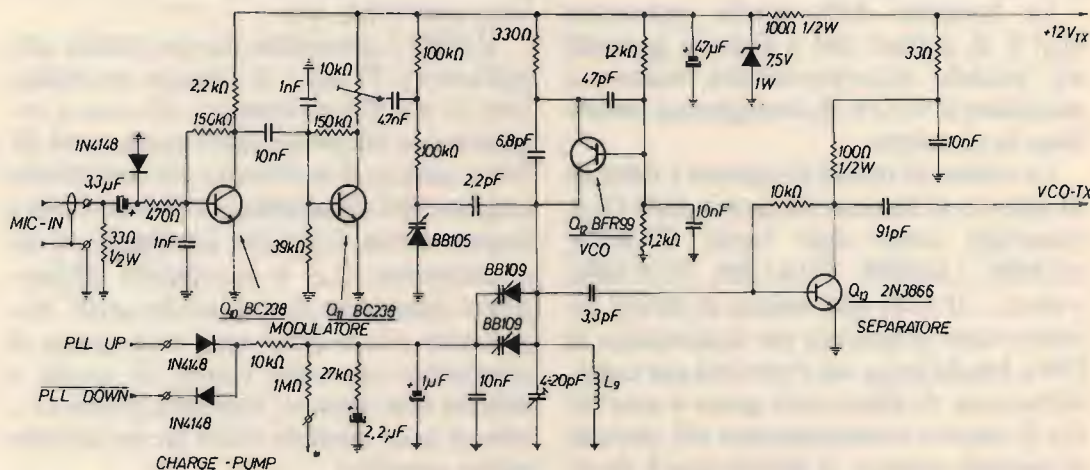 100Ω 1/2W
+12V TX
330Ω
1,2kΩ
47µF
7,5V
1W
33Ω
100kΩ
10kΩ
2,2kΩ
1nF
47nF
47pF
150kΩ
150kΩ
10nF
100kΩ
6,8pF
10nF
100Ω
1/2W
1N4148
3,3µF
470Ω
2,2pF
Q12 BFR99
VCO
10nF
1,2kΩ
10kΩ
VCO-TX
91pF
MIC-IN
33Ω
1/2W
1nF
39kΩ
BB105
BB109
3,3pF
Q10 BC238
Q11 BC238
MODULATORE
BB109
Q13 2N3866
SEPARATORE
PLL UP
1N4148
10kΩ
1MΩ
27kΩ
1µF
10nF
4÷20pF
L9
PLL DOWN
1N4148
2,2µF
CHARGE-PUMP